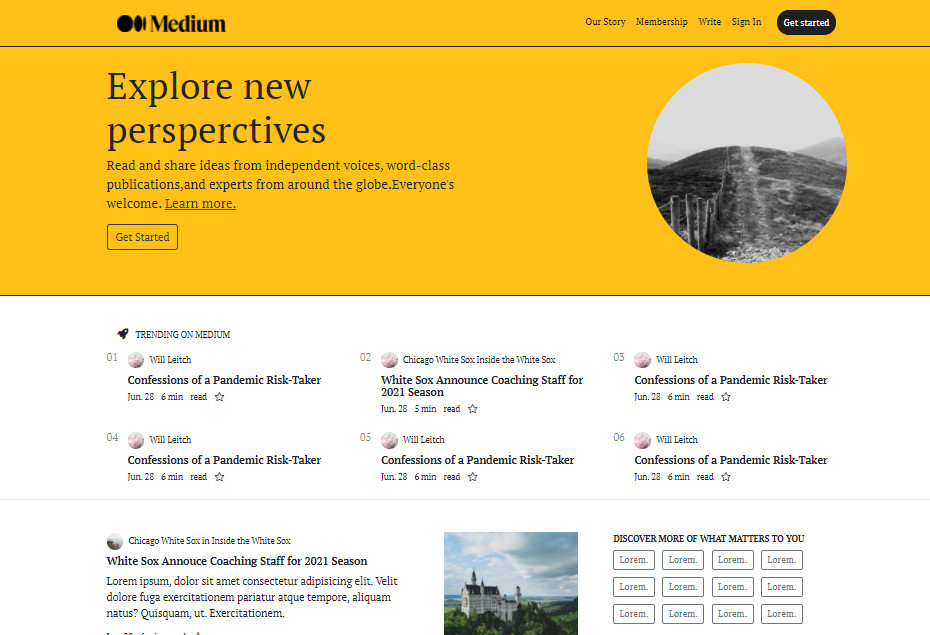 Medium
Our Story Membership Write Sign In Get started
Explore new
persperctives
Read and share ideas from independent voices, word-class
publications,and experts from around the globe.Everyone's
welcome. Learn more.
Get Started
TRENDING ON MEDIUM
01 Will Leitch
Confessions of a Pandemic Risk-Taker
Jun. 28 6 min read
02 Chicago White Sox Inside the White Sox
White Sox Announce Coaching Staff for
2021 Season
Jun. 28 5 min read
03 Will Leitch
Confessions of a Pandemic Risk-Taker
Jun. 28 6 min read
04 Will Leitch
Confessions of a Pandemic Risk-Taker
Jun. 28 6 min read
05 Will Leitch
Confessions of a Pandemic Risk-Taker
Jun. 28 6 min read
06 Will Leitch
Confessions of a Pandemic Risk-Taker
Jun. 28 6 min read
Chicago White Sox in Inside the White Sox
White Sox Annouce Coaching Staff for 2021 Season
Lorem ipsum, dolor sit amet consectetur adipisicing elit. Velit
dolore fuga exercitationem pariatur atque tempore, aliquam
natus? Quisquam, ut. Exercitationem.
DISCOVER MORE OF WHAT MATTERS TO YOU
Lorem. Lorem. Lorem. Lorem.
Lorem. Lorem. Lorem. Lorem.
Lorem. Lorem. Lorem. Lorem.